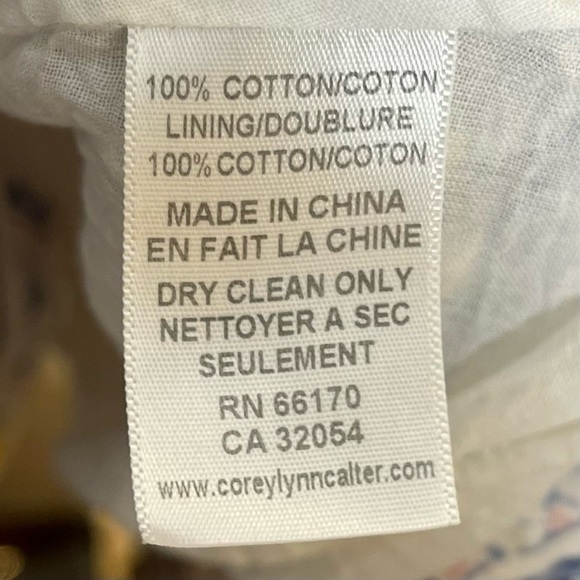 100% COTTON/COTON
LINING/DOUBLURE
100% COTTON/COTON
MADE IN CHINA
EN FAIT LA CHINE
DRY CLEAN ONLY
NETTOYER A SEC
SEULEMENT
RN 66170
CA 32054
www.coreylynncalter.com